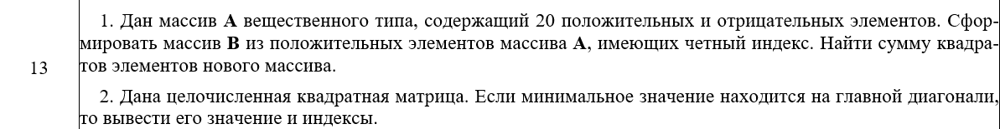 1. Дан массив А вещественного типа, содержащий 20 положительных и отрицательных элементов. Сфор-
мировать массив В из положительных элементов массива А, имеющих четный индекс. Найти сумму квадра-
13 тов элементов нового массива.
2. Дана целочисленная квадратная матрица. Если минимальное значение находится на главной диагонали,
то вывести его значение и индексы.